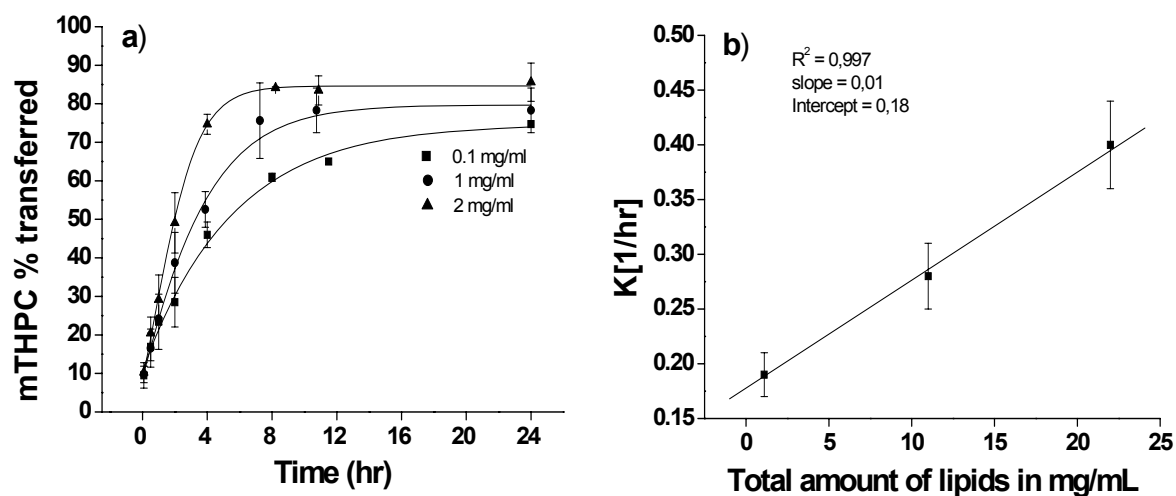 a)
mTHPC % transferred
100
90
80
70
60
50
40
30
20
10
0
0.1 mg/ml
1 mg/ml
2 mg/ml
0 4 8 12 16 20 24
Time (hr)
b)
R² = 0,997
slope = 0,01
Intercept = 0,18
K[1/hr]
0.50
0.45
0.40
0.35
0.30
0.25
0.20
0.15
0 5 10 15 20 25
Total amount of lipids in mg/mL